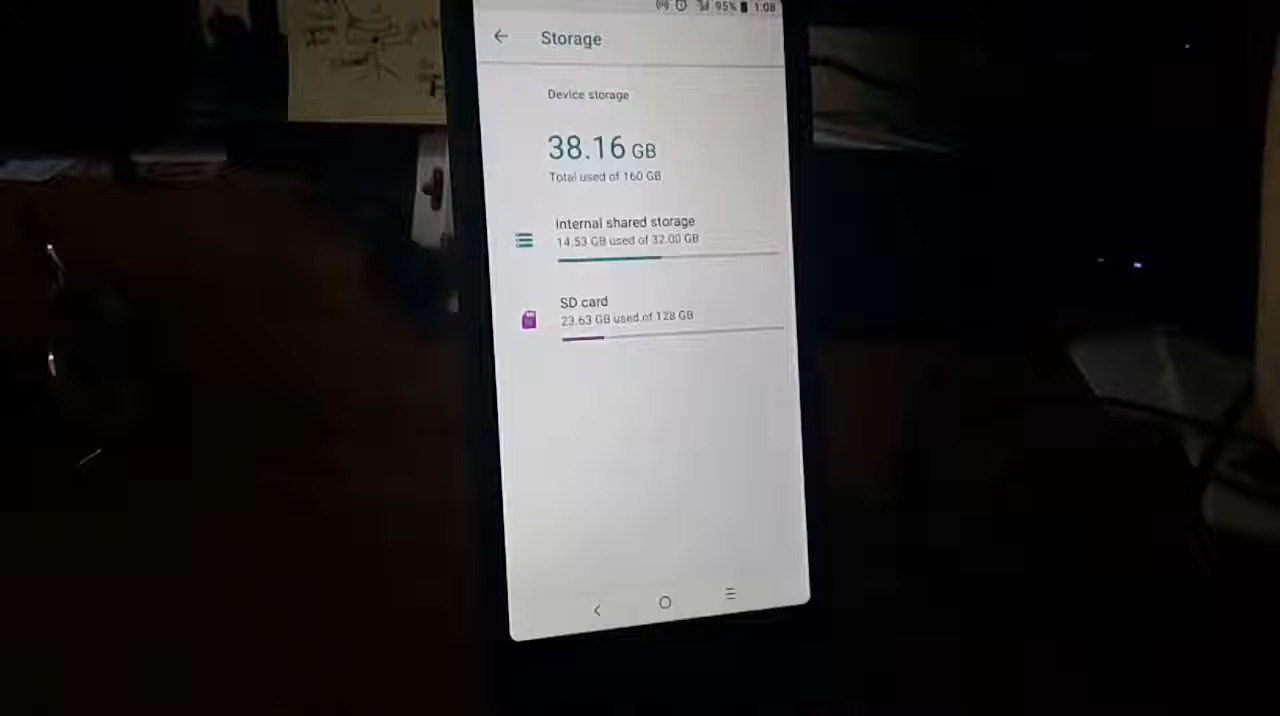 95% 1:08
Storage
Device storage
38.16 GB
Total used of 160 GB
Internal shared storage
14.53 GB used of 32.00 GB
SD card
23.63 GB used of 128 GB